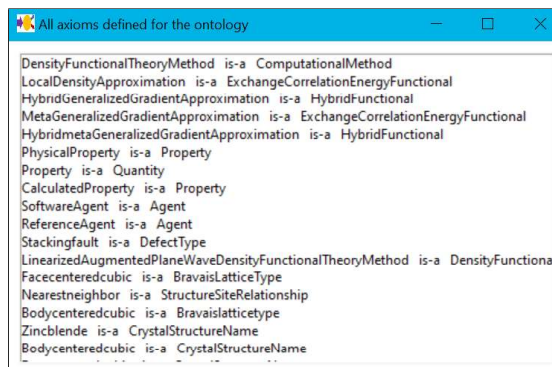 All axioms defined for the ontology
DensityFunctionalTheoryMethod is-a ComputationalMethod
LocalDensityApproximation is-a ExchangeCorrelationEnergyFunctional
HybridGeneralizedGradientApproximation is-a HybridFunctional
MetaGeneralizedGradientApproximation is-a ExchangeCorrelationEnergyFunctional
HybridmetaGeneralizedGradientApproximation is-a HybridFunctional
PhysicalProperty is-a Property
Property is-a Quantity
CalculatedProperty is-a Property
SoftwareAgent is-a Agent
ReferenceAgent is-a Agent
Stackingfault is-a DefectType
LinearizedAugmentedPlaneWaveDensityFunctionalTheoryMethod is-a DensityFunctiona
Facecenteredcubic is-a BravaisLatticeType
Nearestneighbor is-a StructureSiteRelationship
Bodycenteredcubic is-a Bravaislatticetype
Zincblende is-a CrystalStructureName
Bodycenteredcubic is-a CrystalStructureName